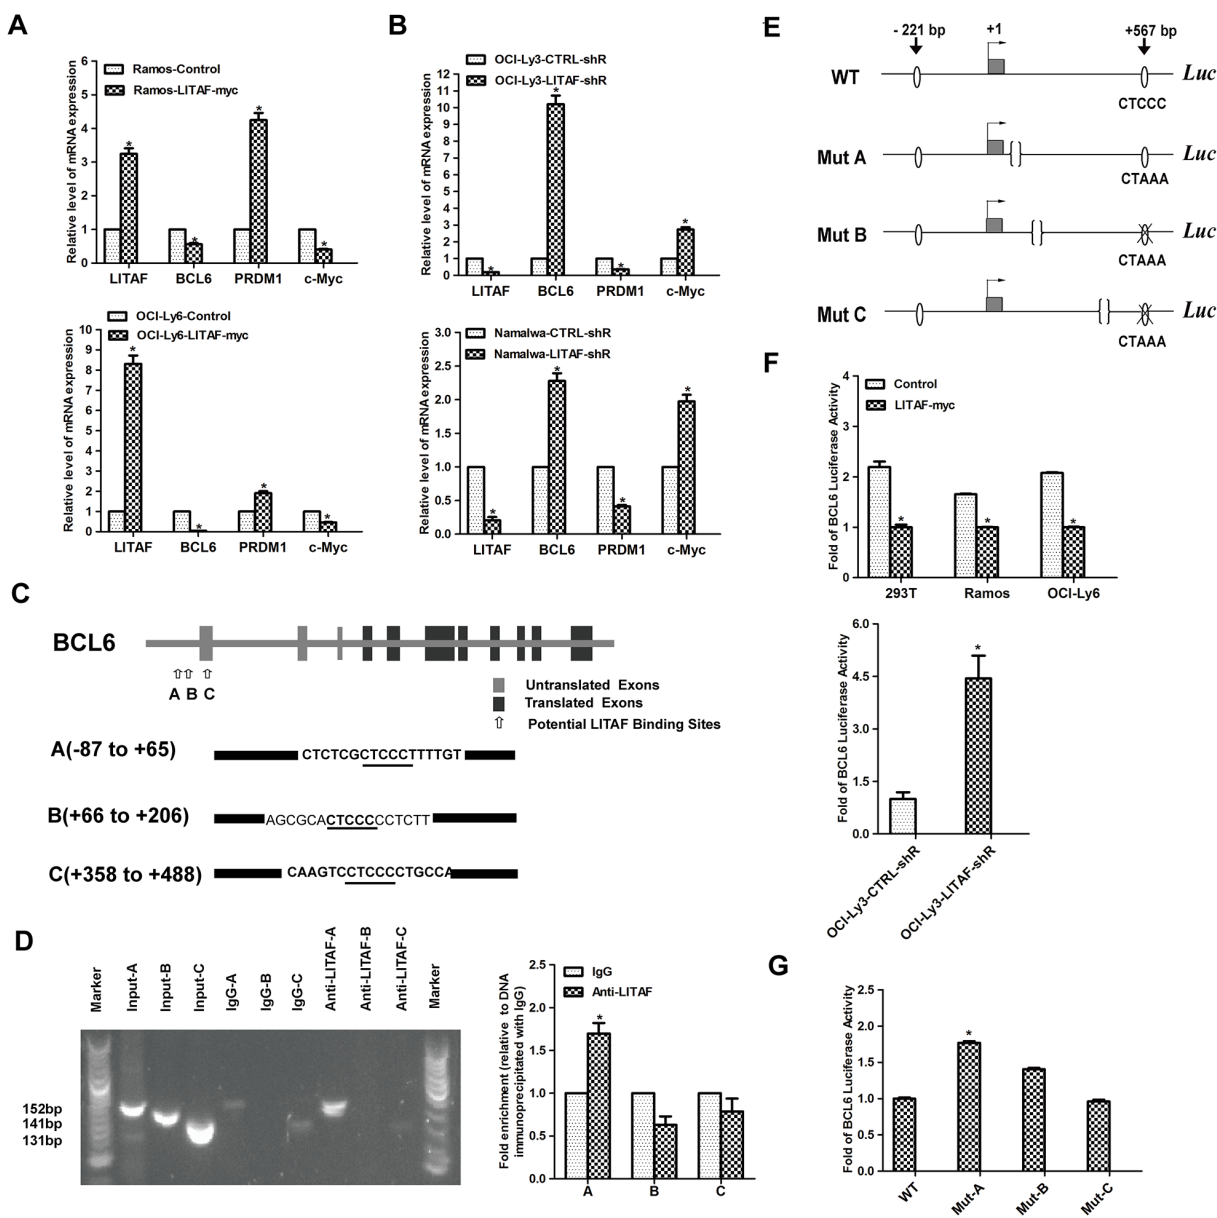 A
Relative level of mRNA expression
6
5
4
3
2
1
0
Ramos-Control
Ramos-LITAF-myc
*
*
*
*
LITAF
BCL6
PRDM1
c-Myc
Relative level of mRNA expression
10
9
8
7
6
5
4
3
2
1
0
OCI-Ly6-Control
OCI-Ly6-LITAF-myc
*
*
*
*
LITAF
BCL6
PRDM1
c-Myc
B
Relative level of mRNA expression
12
11
10
9
8
7
6
5
4
3
2
1
0
OCI-Ly3-CTRL-shR
OCI-Ly3-LITAF-shR
*
*
*
*
LITAF
BCL6
PRDM1
c-Myc
Relative level of mRNA expression
3.0
2.5
2.0
1.5
1.0
0.5
0.0
Namalwa-CTRL-shR
Namalwa-LITAF-shR
*
*
*
*
LITAF
BCL6
PRDM1
c-Myc
C
BCL6
A B C
Untranslated Exons
Translated Exons
Potential LITAF Binding Sites
A(-87 to +65)
CTCTCGCTCCCTTTTGT
B(+66 to +206)
AGCGCACTCCCCCTCTT
C(+358 to +488)
CAAGTCCTCCCCTGCCA
D
Marker
Input-A
Input-B
Input-C
IgG-A
IgG-B
IgG-C
Anti-LITAF-A
Anti-LITAF-B
Anti-LITAF-C
Marker
152bp
141bp
131bp
Fold enrichment (relative to DNA
immunoprecipitated with IgG)
2.5
2.0
1.5
1.0
0.5
0.0
IgG
Anti-LITAF
*
A
B
C
E
- 221 bp
+1
+567 bp
WT
Luc
CTCCC
Mut A
Luc
CTAAA
Mut B
Luc
CTAAA
Mut C
Luc
CTAAA
F
Fold of BCL6 Luciferase Activity
4
3
2
1
0
Control
LITAF-myc
*
*
*
293T
Ramos
OCI-Ly6
Fold of BCL6 Luciferase Activity
6.0
4.5
3.0
1.5
0.0
*
OCI-Ly3-CTRL-shR
OCI-Ly3-LITAF-shR
G
Fold of BCL6 Luciferase Activity
2.5
2.0
1.5
1.0
0.5
0.0
*
WT
Mut-A
Mut-B
Mut-C